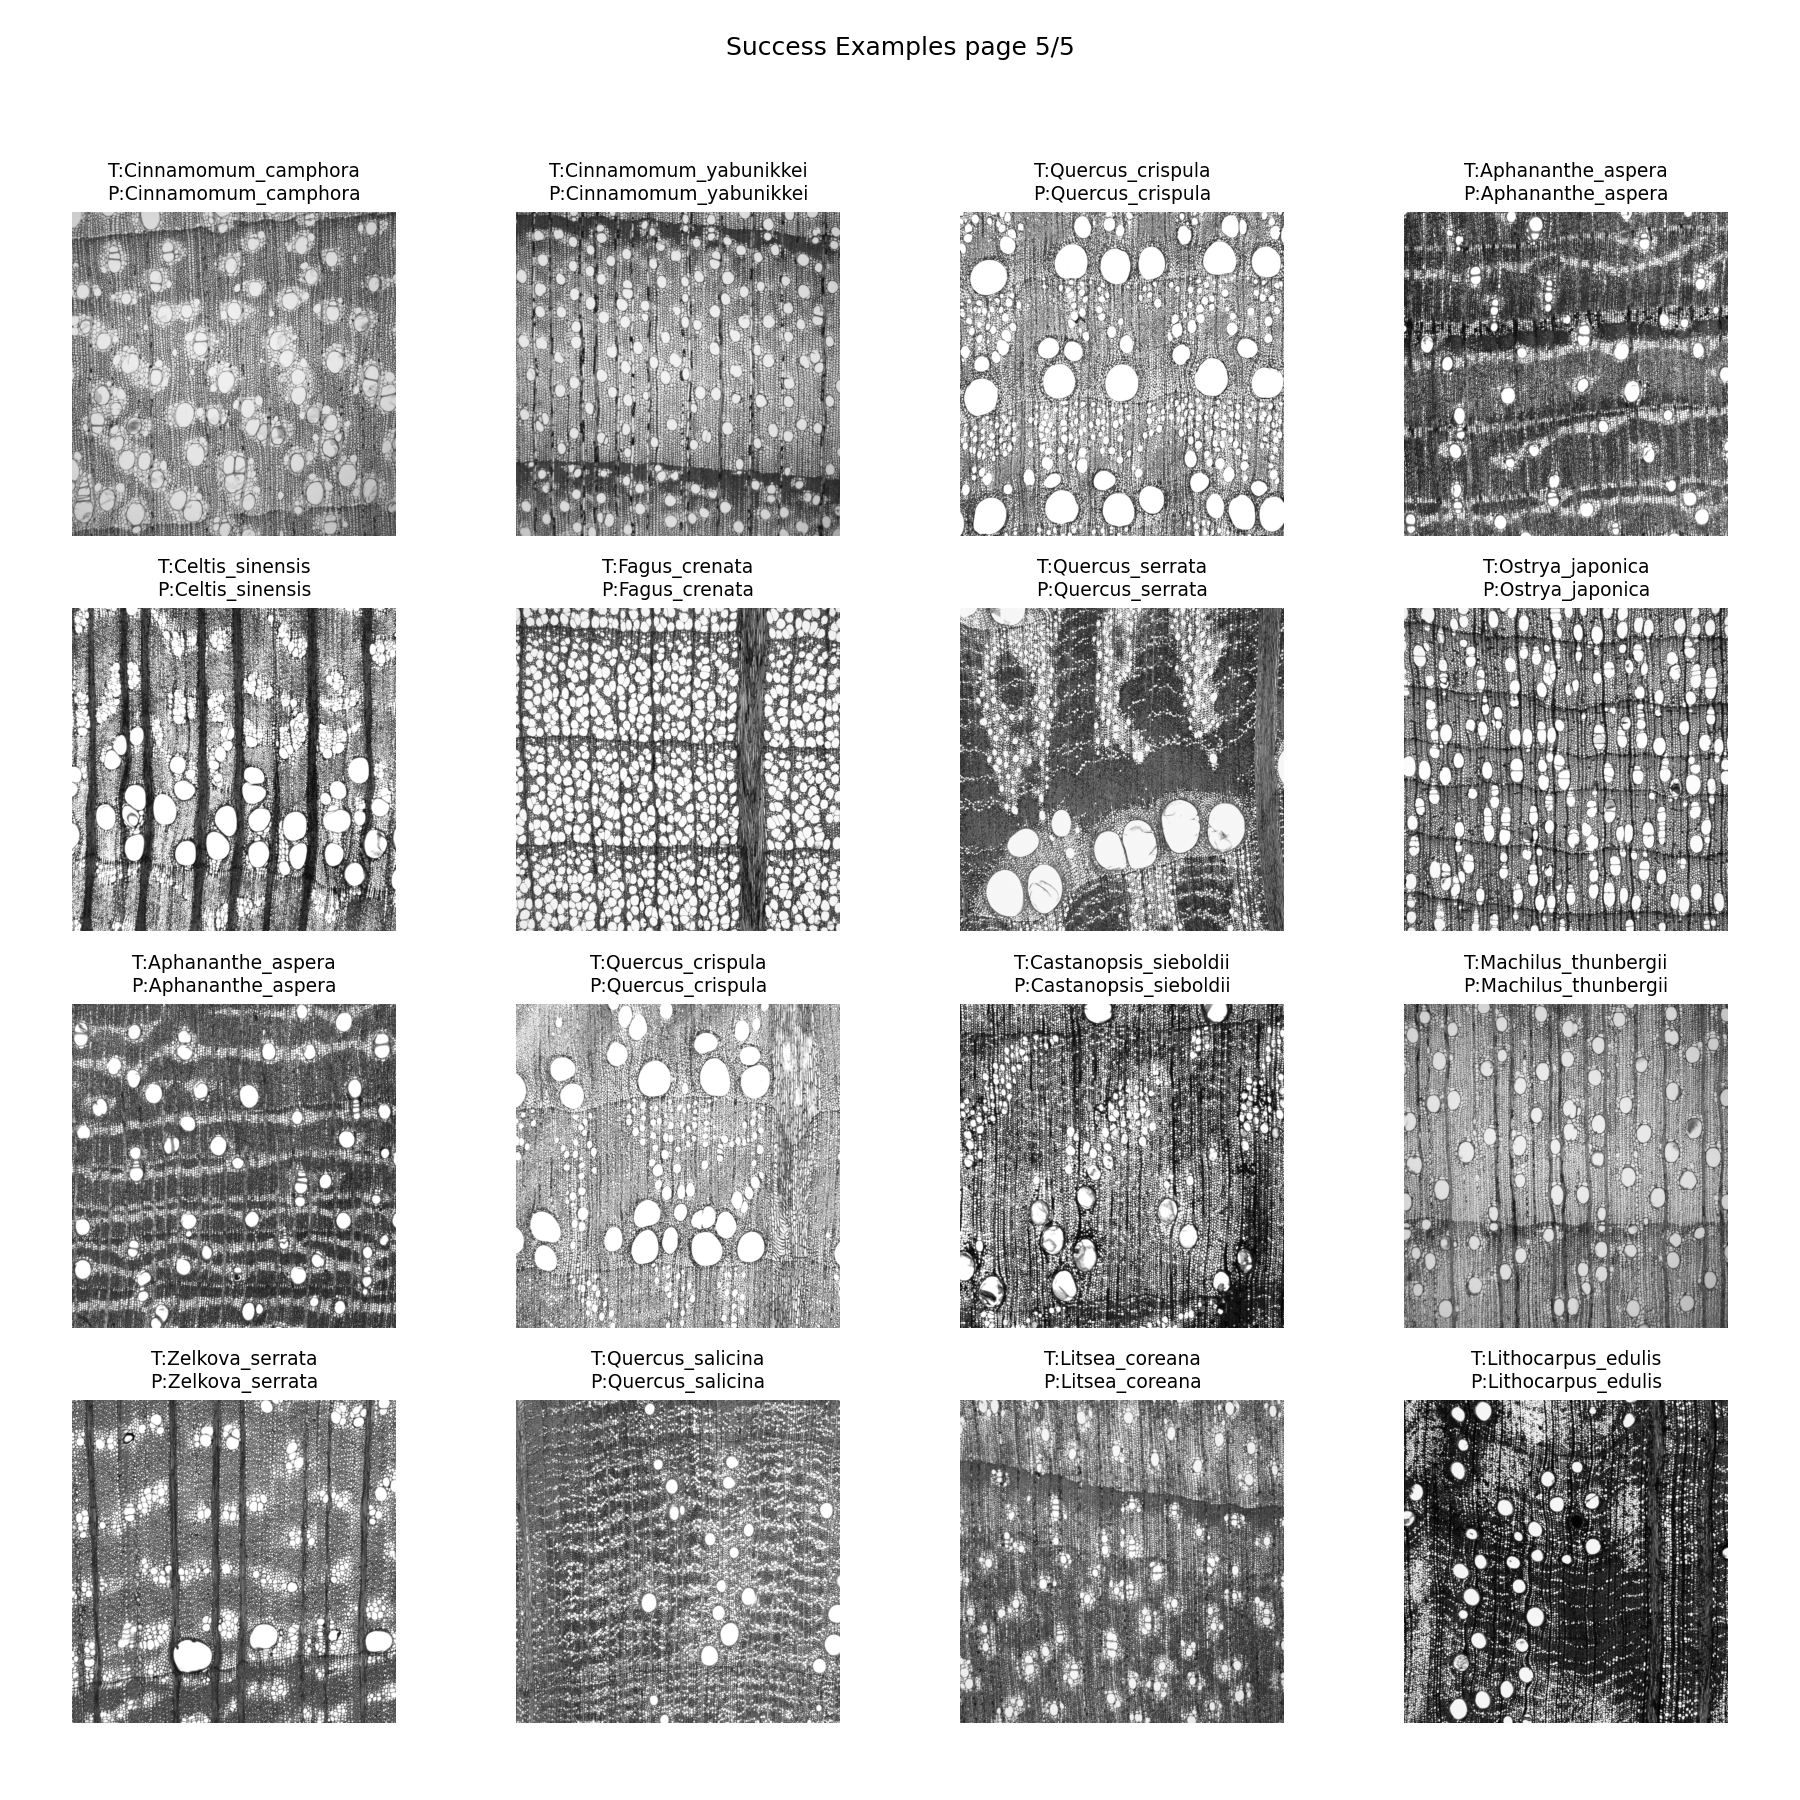 Success Examples page 5/5
T:Cinnamomum_camphora
P:Cinnamomum_camphora
T:Cinnamomum_yabunikkei
P:Cinnamomum_yabunikkei
T:Quercus_crispula
P:Quercus_crispula
T:Aphananthe_aspera
P:Aphananthe_aspera
T:Celtis_sinensis
P:Celtis_sinensis
T:Fagus_crenata
P:Fagus_crenata
T:Quercus_serrata
P:Quercus_serrata
T:Ostrya_japonica
P:Ostrya_japonica
T:Aphananthe_aspera
P:Aphananthe_aspera
T:Quercus_crispula
P:Quercus_crispula
T:Castanopsis_sieboldii
P:Castanopsis_sieboldii
T:Machilus_thunbergii
P:Machilus_thunbergii
T:Zelkova_serrata
P:Zelkova_serrata
T:Quercus_salicina
P:Quercus_salicina
T:Litsea_coreana
P:Litsea_coreana
T:Lithocarpus_edulis
P:Lithocarpus_edulis